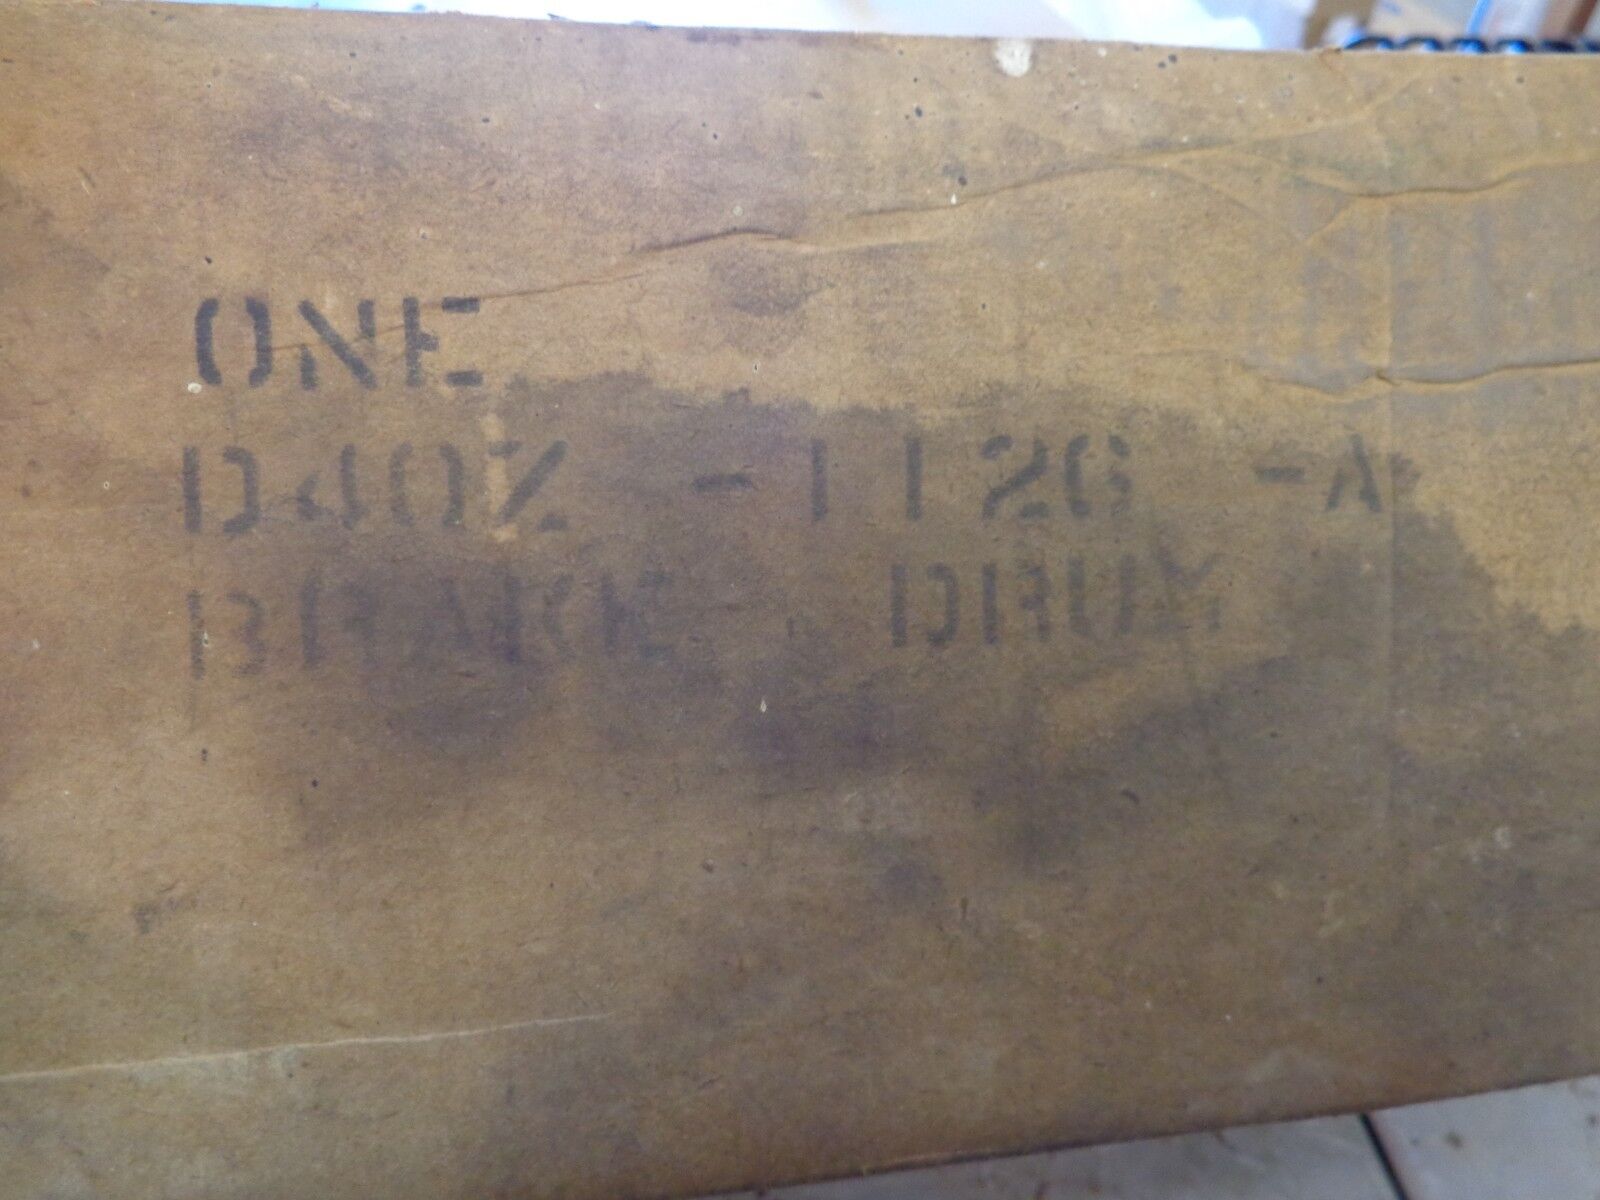 ONE
D40Z -1126 -A
BRAKE DRUM